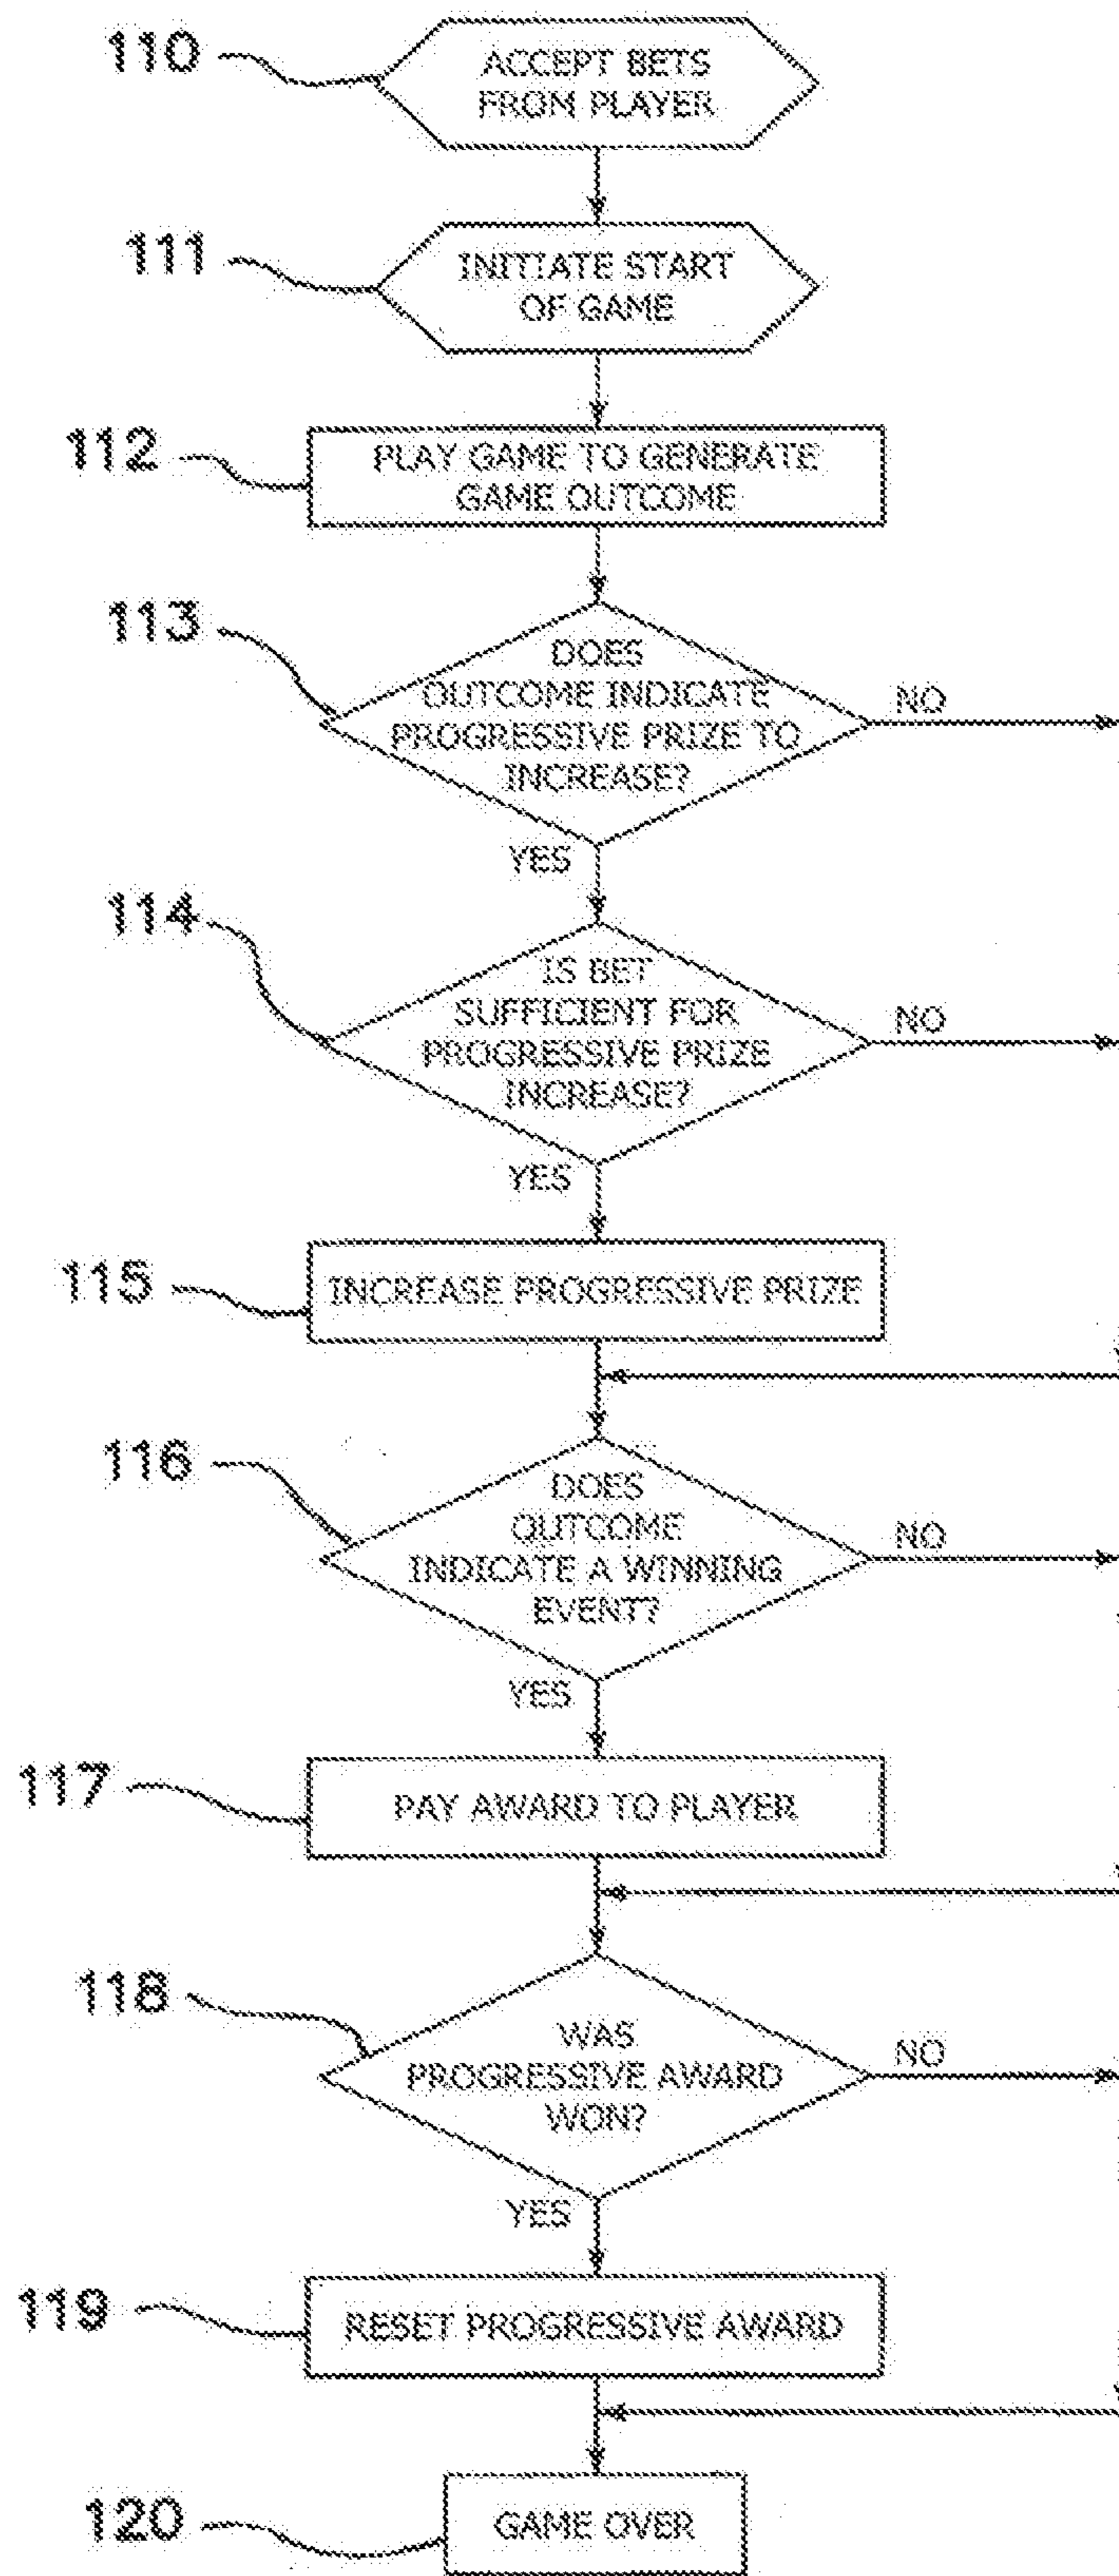 110
ACCEPT BETS
FROM PLAYER
111
INITIATE START
OF GAME
112
PLAY GAME TO GENERATE
GAME OUTCOME
113
DOES
OUTCOME INDICATE
PROGRESSIVE PRIZE TO
INCREASE?
NO
YES
114
IS BET
SUFFICIENT FOR
PROGRESSIVE PRIZE
INCREASE?
NO
YES
115
INCREASE PROGRESSIVE PRIZE
116
DOES
OUTCOME
INDICATE A WINNING
EVENT?
NO
YES
117
PAY AWARD TO PLAYER
118
WAS
PROGRESSIVE AWARD
WON?
NO
YES
119
RESET PROGRESSIVE AWARD
120
GAME OVER